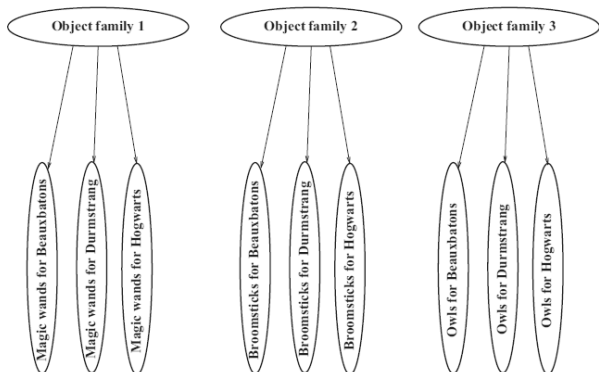 Object family 1
Object family 2
Object family 3
Magic wands for Beauxbatons
Magic wands for Durmstrang
Magic wands for Hogwarts
Broomsticks for Beauxbatons
Broomsticks for Durmstrang
Broomsticks for Hogwarts
Owls for Beauxbatons
Owls for Durmstrang
Owls for Hogwarts